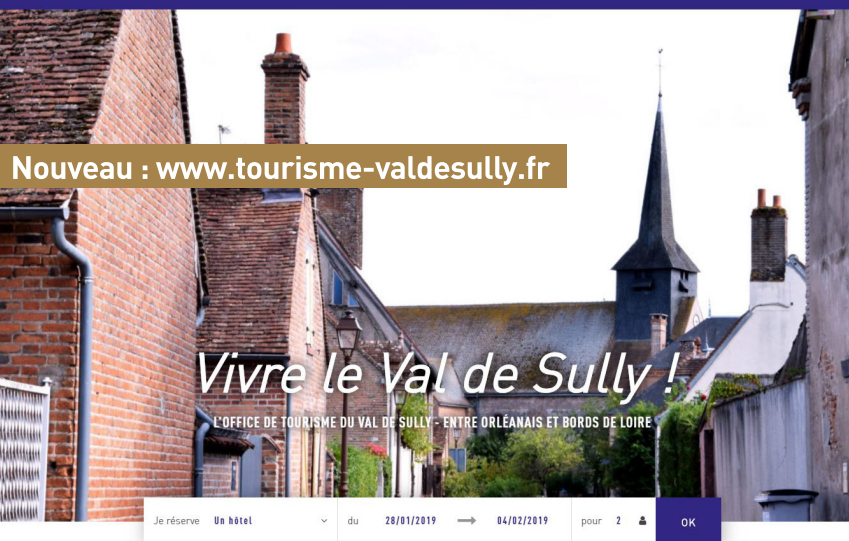 Nouveau : www.tourisme-valdesully.fr
Vivre le Val de Sully !
L'OFFICE DE TOURISME DU VAL DE SULLY - ENTRE ORLÉANAIS ET BORDS DE LOIRE
Je réserve Un hôtel du 28/01/2019 04/02/2019 pour 2 OK